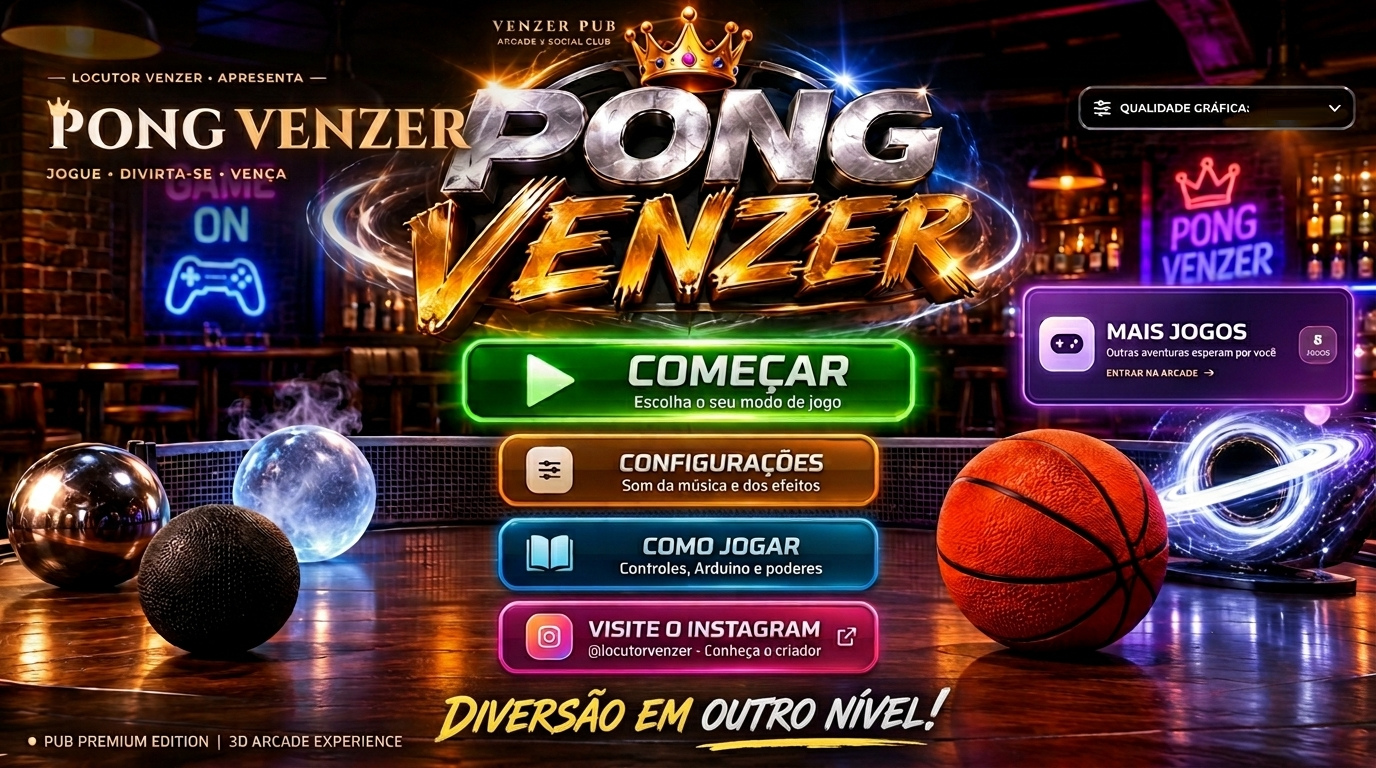 VENZER PUB
ARCADE & SOCIAL CLUB
— LOCUTOR VENZER • APRESENTA —
PONG VENZER
JOGUE • DIVIRTA-SE • VENÇA
PONG
VENZER
QUALIDADE GRÁFICA:
GAME
ON
PONG
VENZER
MAIS JOGOS
Outras aventuras esperam por você
ENTRAR NA ARCADE →
JOGOS
COMEÇAR
Escolha o seu modo de jogo
CONFIGURAÇÕES
Som da música e dos efeitos
COMO JOGAR
Controles, Arduino e poderes
VISITE O INSTAGRAM
@locutorvenzer - Conheça o criador
DIVERSÃO EM OUTRO NÍVEL!
• PUB PREMIUM EDITION | 3D ARCADE EXPERIENCE